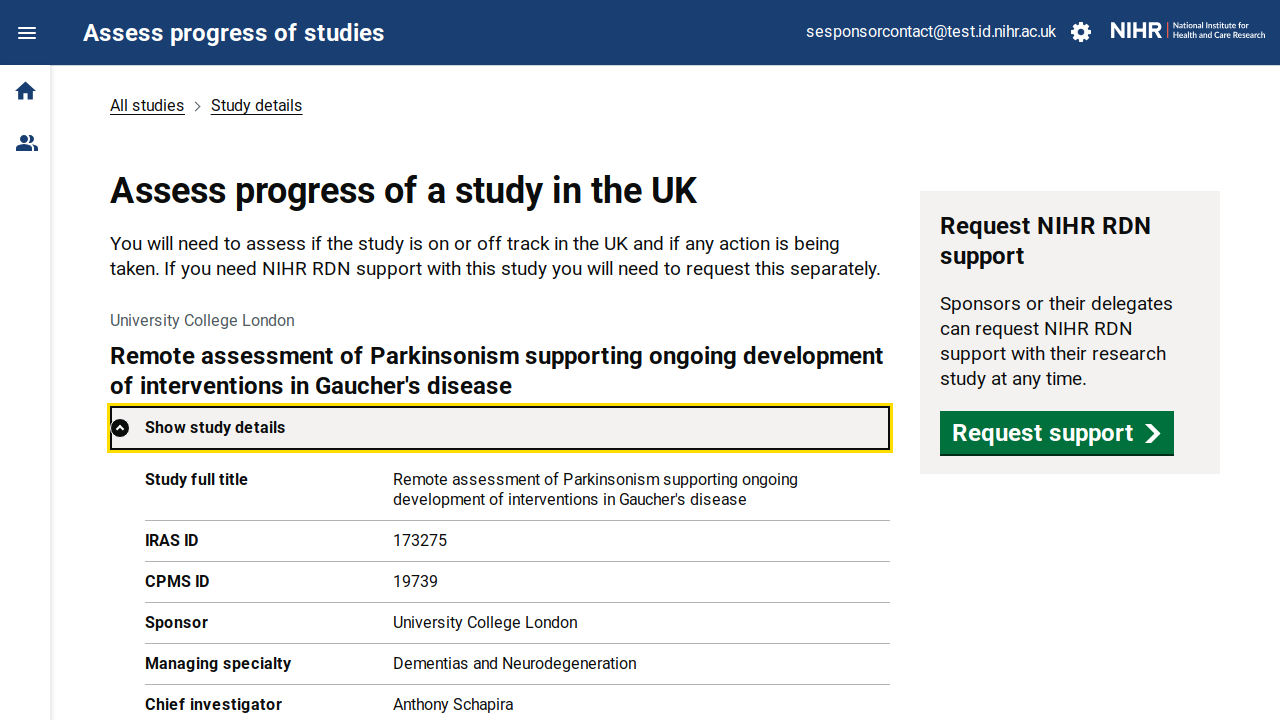 Assess progress of studies
sesponsorcontact@test.id.nihr.ac.uk
NIHR
National Institute for
Health and Care Research
All studies
Study details
Assess progress of a study in the UK
You will need to assess if the study is on or off track in the UK and if any action is being
taken. If you need NIHR RDN support with this study you will need to request this separately.
University College London
Remote assessment of Parkinsonism supporting ongoing development
of interventions in Gaucher's disease
Show study details
Study full title
Remote assessment of Parkinsonism supporting ongoing
development of interventions in Gaucher's disease
IRAS ID
173275
CPMS ID
19739
Sponsor
University College London
Managing specialty
Dementias and Neurodegeneration
Chief investigator
Anthony Schapira
Request NIHR RDN
support
Sponsors or their delegates
can request NIHR RDN
support with their research
study at any time.
Request support